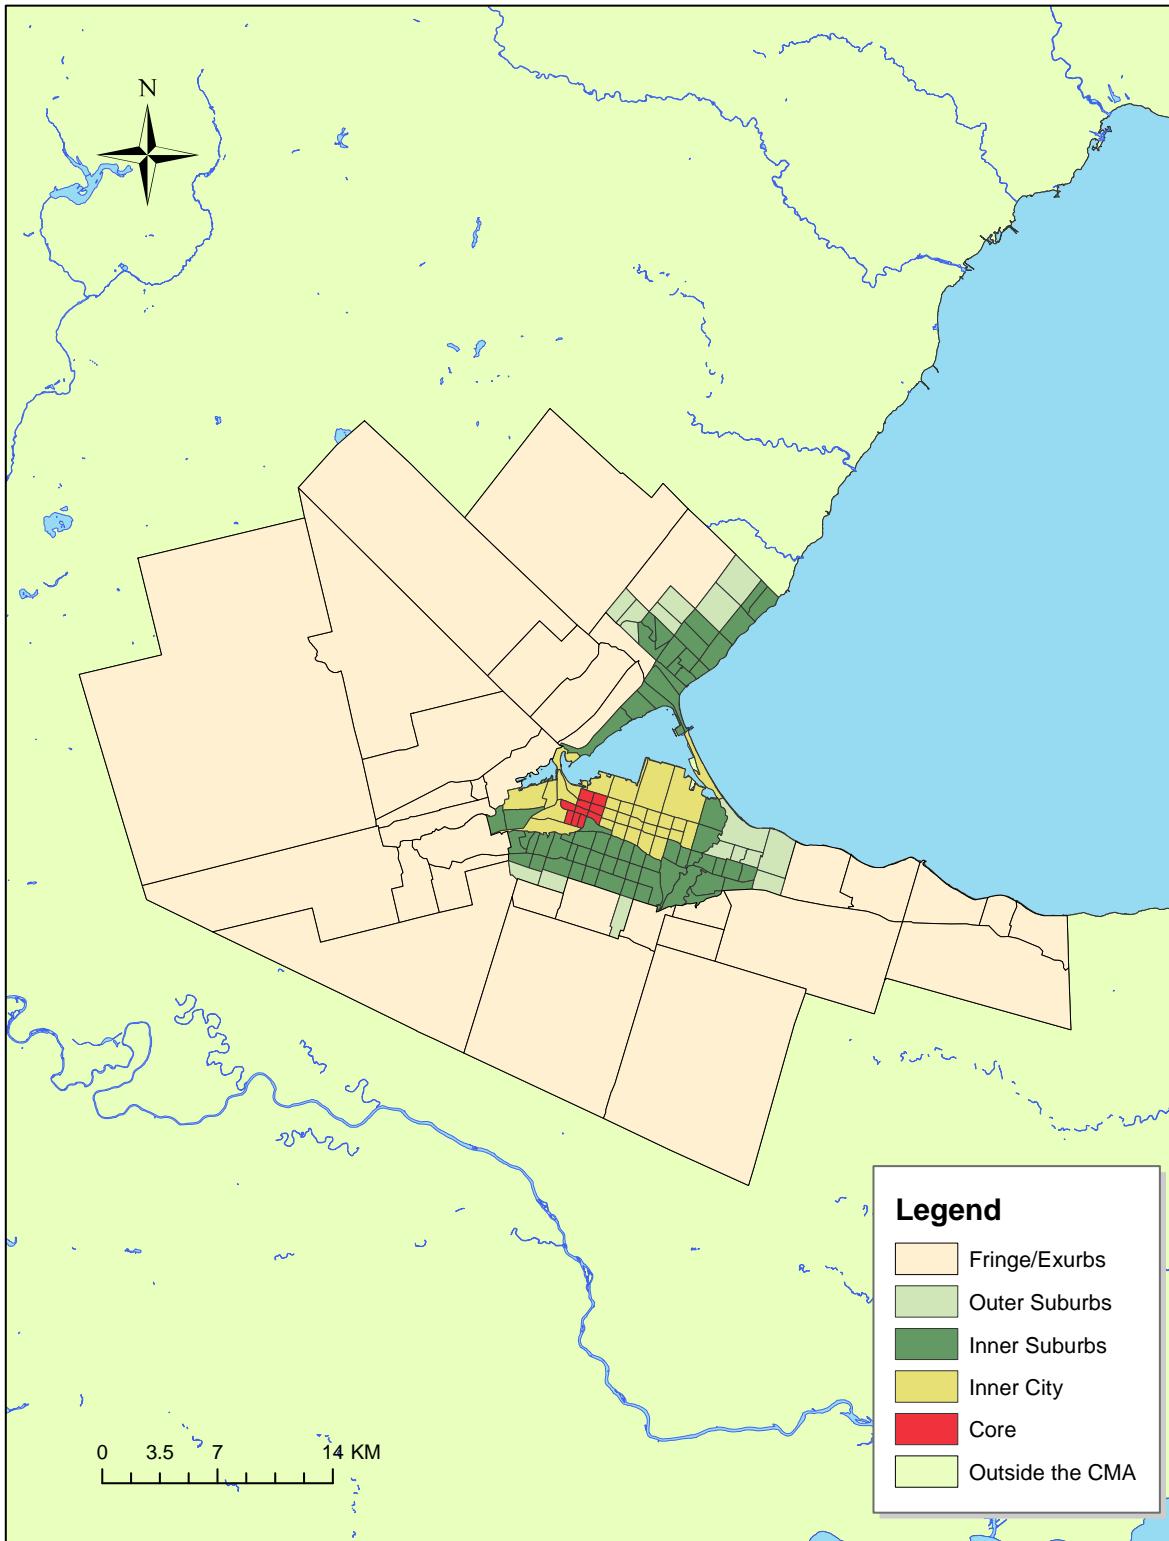 N
Legend
Fringe/Exurbs
Outer Suburbs
Inner Suburbs
Inner City
Core
Outside the CMA
0 3.5 7 14 KM